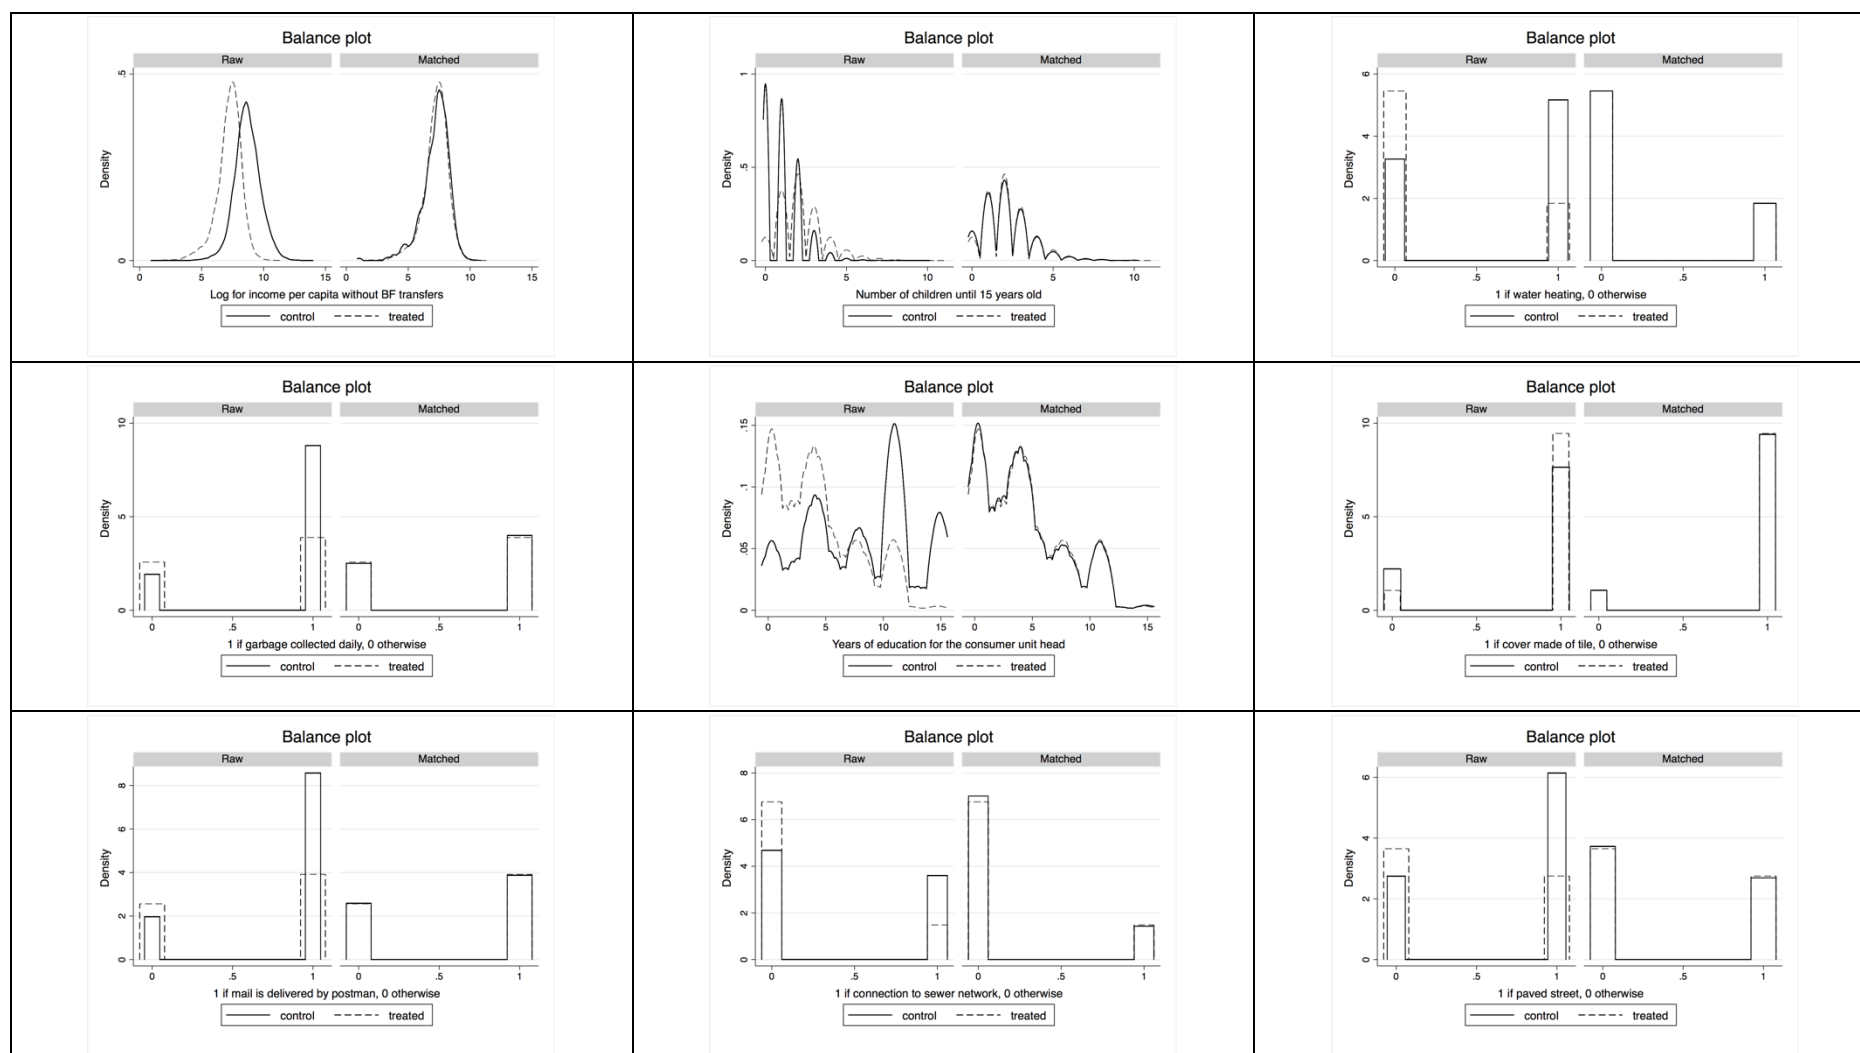 Balance plot
Raw Matched
.5
0
Density
0 5 10 15 0 5 10 15
Log for income per capita without BF transfers
control treated
Balance plot
Raw Matched
1
.5
0
Density
0 5 10 0 5 10
Number of children until 15 years old
control treated
Balance plot
Raw Matched
6
4
2
0
Density
0 .5 1 0 .5 1
1 if water heating, 0 otherwise
control treated
Balance plot
Raw Matched
10
5
0
Density
0 .5 1 0 .5 1
1 if garbage collected daily, 0 otherwise
control treated
Balance plot
Raw Matched
.15
.1
.05
0
Density
0 5 10 15 0 5 10 15
Years of education for the consumer unit head
control treated
Balance plot
Raw Matched
10
5
0
Density
0 .5 1 0 .5 1
1 if cover made of tile, 0 otherwise
control treated
Balance plot
Raw Matched
8
6
4
2
0
Density
0 .5 1 0 .5 1
1 if mail is delivered by postman, 0 otherwise
control treated
Balance plot
Raw Matched
8
6
4
2
0
Density
0 .5 1 0 .5 1
1 if connection to sewer network, 0 otherwise
control treated
Balance plot
Raw Matched
6
4
2
0
Density
0 .5 1 0 .5 1
1 if paved street, 0 otherwise
control treated